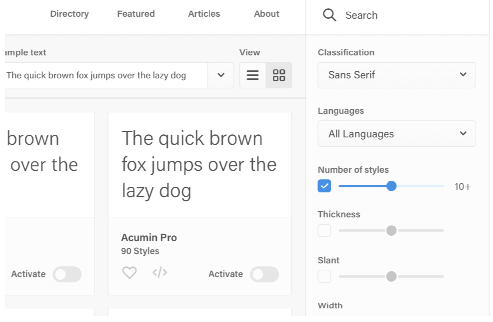 Directory Featured Articles About
Search
ample text
View
The quick brown fox jumps over the lazy dog
brown
over the
The quick brown
fox jumps over the
lazy dog
Acumin Pro
90 Styles
Activate
Activate
Classification
Sans Serif
Languages
All Languages
Number of styles
10+
Thickness
Slant
Width